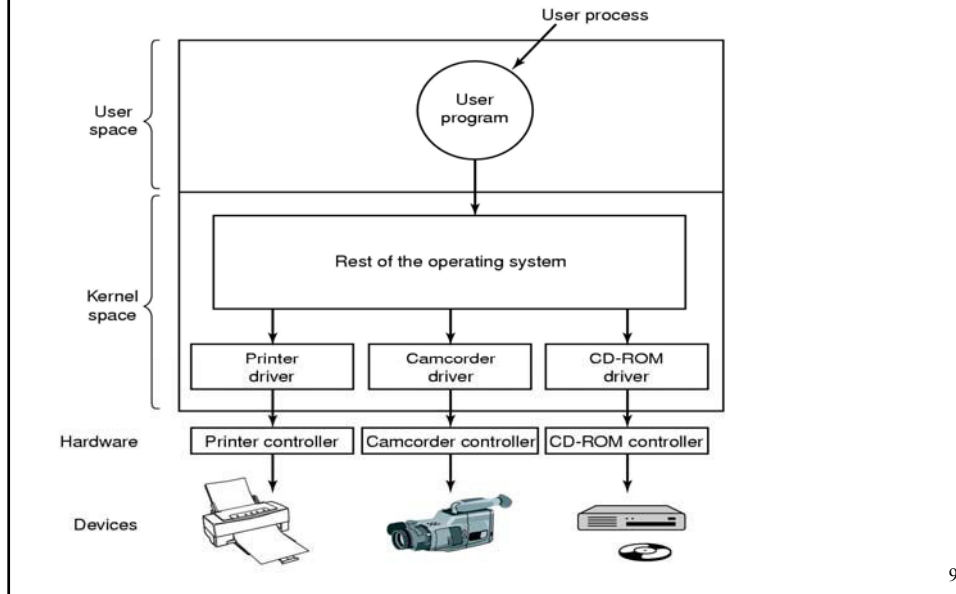 User process
User
program
User
space
Rest of the operating system
Kernel
space
Printer
driver
Camcorder
driver
CD-ROM
driver
Hardware
Printer controller
Camcorder controller
CD-ROM controller
Devices
9